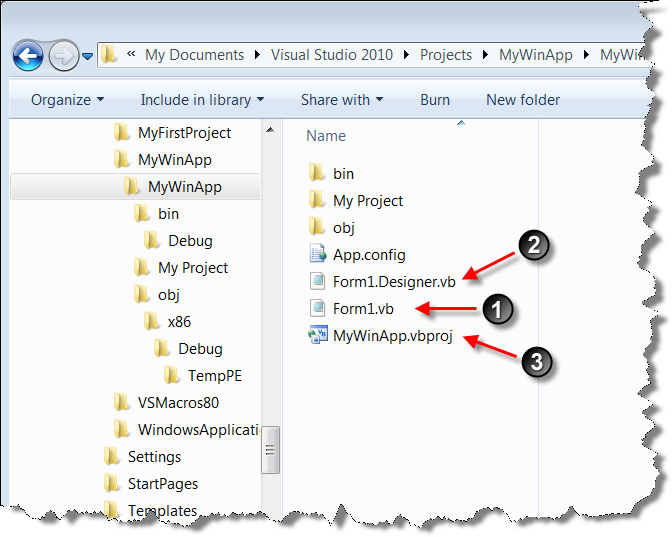 « My Documents Visual Studio 2010 Projects MyWinApp MyWin
Organize Include in library Share with Burn New folder
MyFirstProject
MyWinApp
MyWinApp
bin
Debug
My Project
obj
x86
Debug
TempPE
VSMacros80
WindowsApplicati
Settings
StartPages
Templates
Name
bin
My Project
obj
App.config
2
Form1.Designer.vb
Form1.vb
1
MyWinApp.vbproj
3